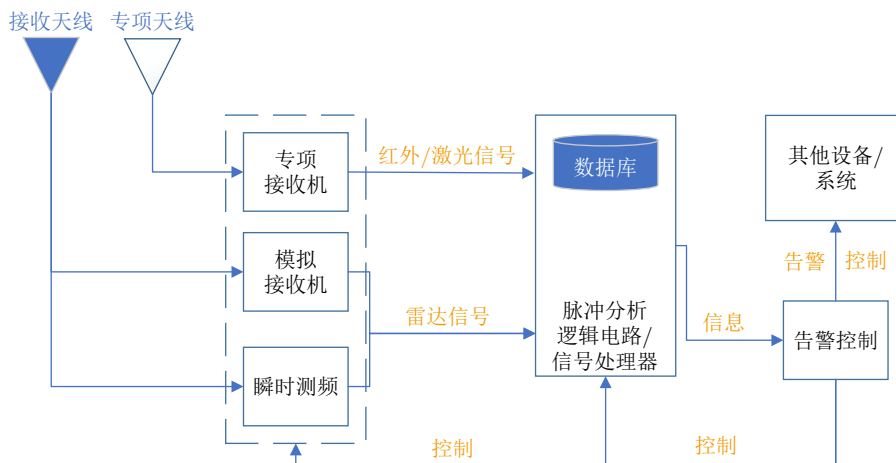 接收天线
专项天线
专项
接收机
红外/激光信号
数据库
其他设备/
系统
模拟
接收机
告警
控制
雷达信号
脉冲分析
逻辑电路/
信号处理器
信息
告警控制
瞬时测频
控制
控制